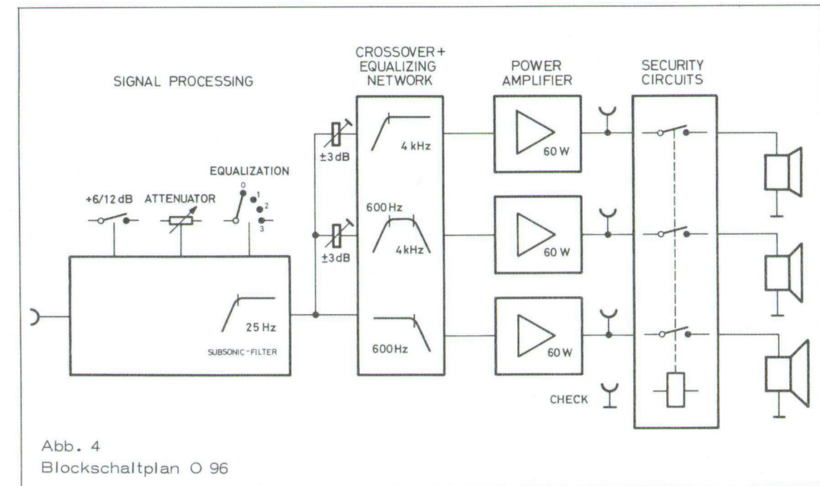 SIGNAL PROCESSING
CROSSOVER +
EQUALIZING
NETWORK
POWER
AMPLIFIER
SECURITY
CIRCUITS
+6/12 dB
ATTENUATOR
EQUALIZATION
0
1
2
3
±3 dB
4 kHz
60 W
±3 dB
600 Hz
4 kHz
60 W
25 Hz
SUBSONIC-FILTER
600 Hz
60 W
CHECK
Abb. 4
Blockschaltplan O 96